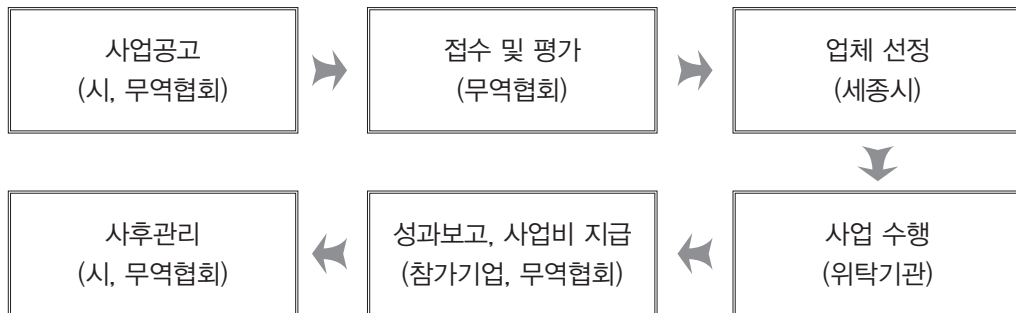 사업공고
(시, 무역협회)
접수 및 평가
(무역협회)
업체 선정
(세종시)
사업 수행
(위탁기관)
성과보고, 사업비 지급
(참가기업, 무역협회)
사후관리
(시, 무역협회)